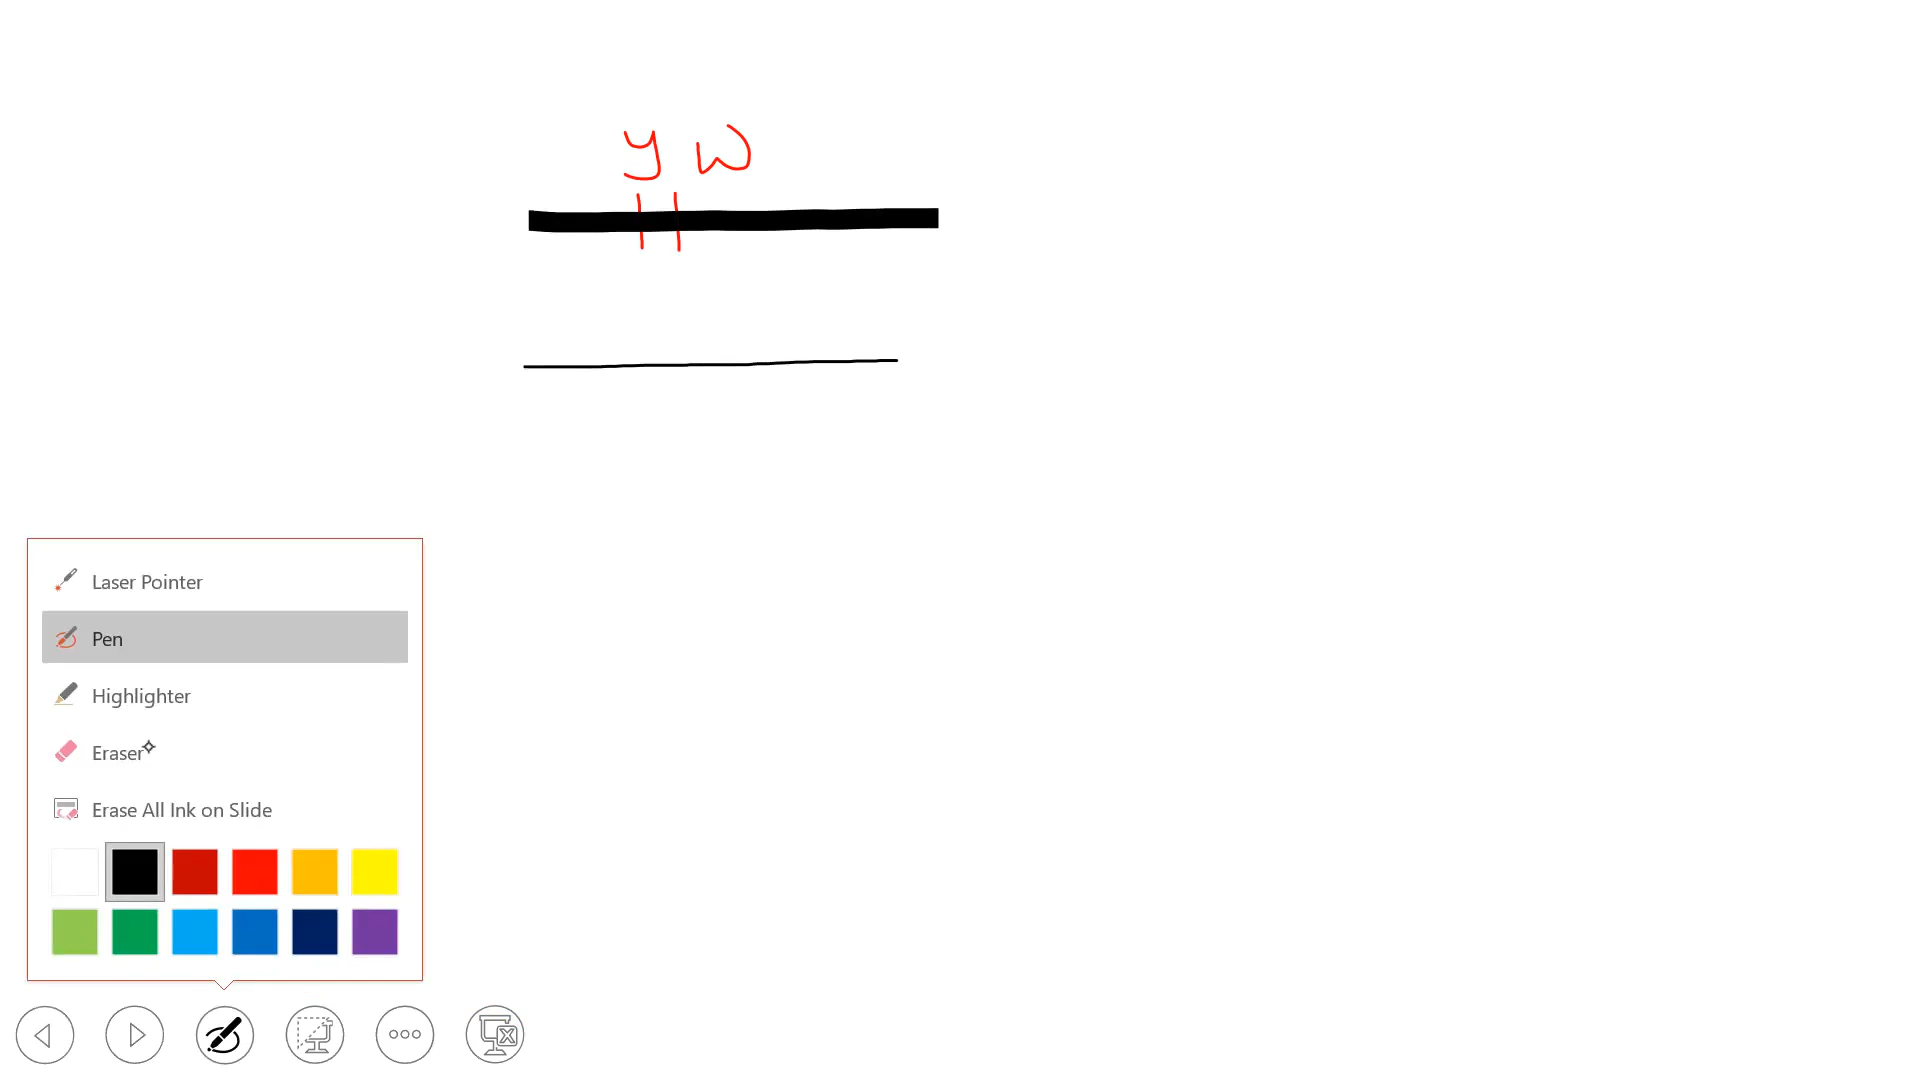 y w
Laser Pointer
Pen
Highlighter
Eraser
Erase All Ink on Slide